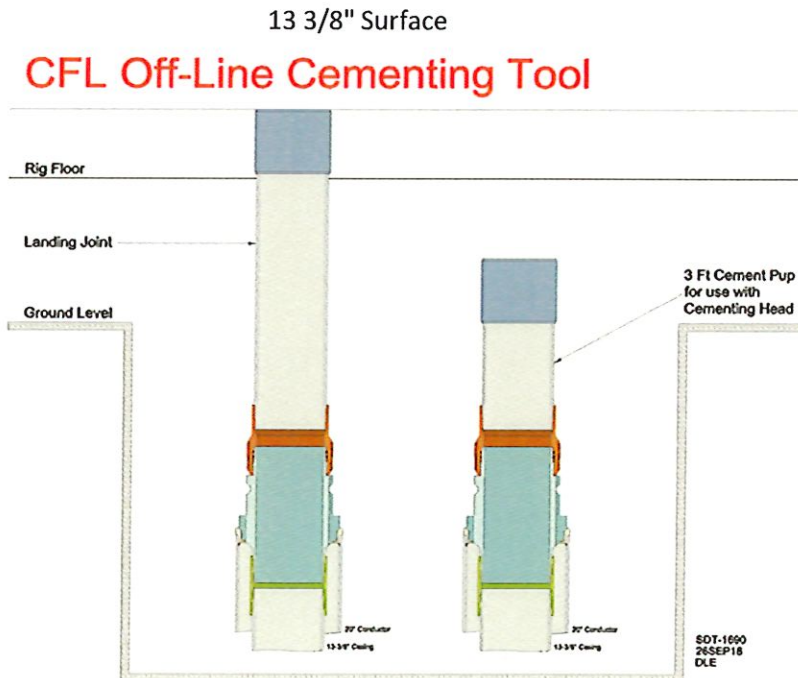 13 3/8" Surface
CFL Off-Line Cementing Tool
Rig Floor
Landing Joint
Ground Level
3 Ft Cement Pup
for use with
Cementing Head
20" Conductor
13-3/8" Casing
20" Conductor
13-3/8" Casing
SDT-1690
26SEP18
DLE